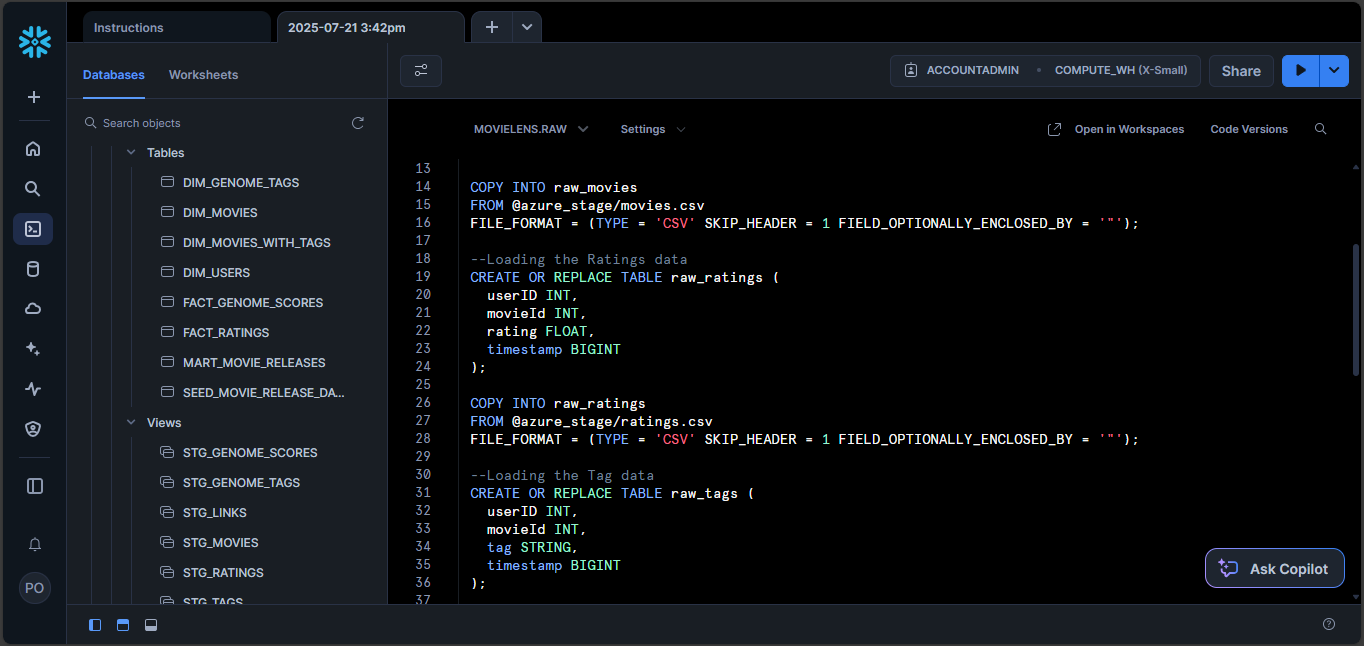 Instructions
2025-07-21 3:42pm
Databases
Worksheets
ACCOUNTADMIN
COMPUTE_WH (X-Small)
Share
Search objects
Tables
DIM_GENOME_TAGS
DIM_MOVIES
DIM_MOVIES_WITH_TAGS
DIM_USERS
FACT_GENOME_SCORES
FACT_RATINGS
MART_MOVIE_RELEASES
SEED_MOVIE_RELEASE_DA...
Views
STG_GENOME_SCORES
STG_GENOME_TAGS
STG_LINKS
STG_MOVIES
STG_RATINGS
STG_TAGS
PO
MOVIELENS.RAW
Settings
Open in Workspaces
Code Versions
13
14 COPY INTO raw_movies
15 FROM @azure_stage/movies.csv
16 FILE_FORMAT = (TYPE = 'CSV' SKIP_HEADER = 1 FIELD_OPTIONALLY_ENCLOSED_BY = '"');
17
18 --Loading the Ratings data
19 CREATE OR REPLACE TABLE raw_ratings (
20 userID INT,
21 movieId INT,
22 rating FLOAT,
23 timestamp BIGINT
24 );
25
26 COPY INTO raw_ratings
27 FROM @azure_stage/ratings.csv
28 FILE_FORMAT = (TYPE = 'CSV' SKIP_HEADER = 1 FIELD_OPTIONALLY_ENCLOSED_BY = '"');
29
30 --Loading the Tag data
31 CREATE OR REPLACE TABLE raw_tags (
32 userID INT,
33 movieId INT,
34 tag STRING,
35 timestamp BIGINT
36 );
37
Ask Copilot